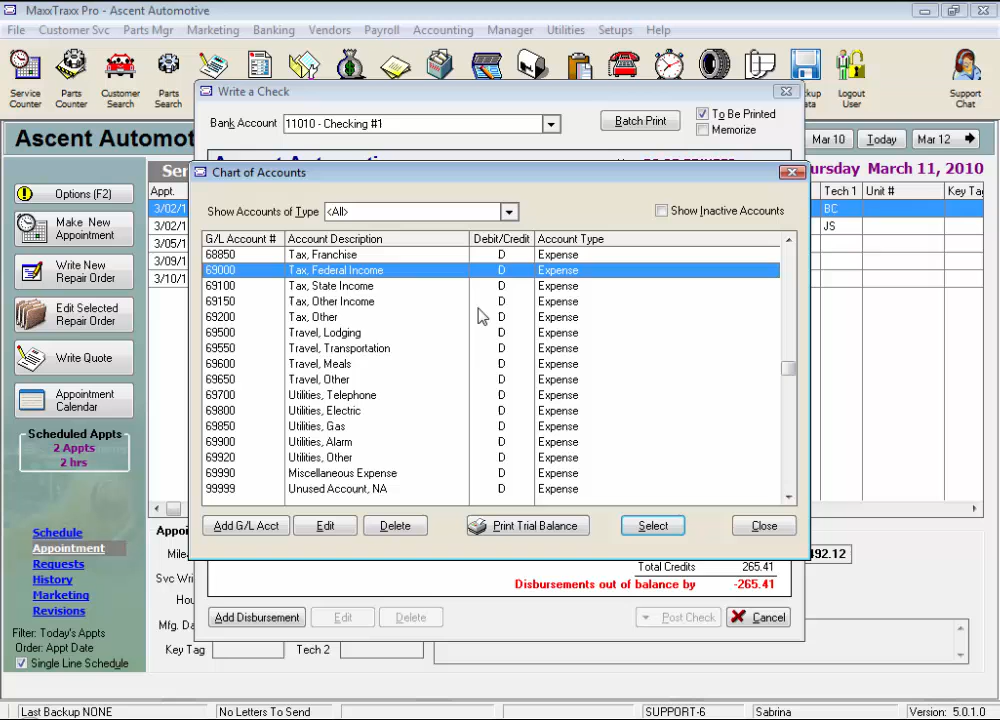 MaxxTraxx Pro - Ascent Automotive
File Customer Svc Parts Mgr Marketing Banking Vendors Payroll Accounting Manager Utilities Setups Help
Service Counter
Parts Counter
Customer Search
Parts Search
Logout User
Support Chat
Write a Check
Bank Account 11010 - Checking #1
Batch Print
To Be Printed
Memorize
Ascent Automot
Mar 10 Today Mar 12
ursday March 11, 2010
Ser
Appt. Tech 1 Unit # Key Tag
3/02/1 BC
3/02/1 JS
3/05/1
3/09/1
3/10/1
Options (F2)
Make New Appointment
Write New Repair Order
Edit Selected Repair Order
Write Quote
Appointment Calendar
Scheduled Appts
2 Appts
2 hrs
Schedule
Appointment
Requests
History
Marketing
Revisions
Filter: Today's Appts
Order: Appt Date
Single Line Schedule
Chart of Accounts
Show Accounts of Type <All>
Show Inactive Accounts
G/L Account # Account Description Debit/Credit Account Type
68850 Tax, Franchise D Expense
69000 Tax, Federal Income D Expense
69100 Tax, State Income D Expense
69150 Tax, Other Income D Expense
69200 Tax, Other D Expense
69500 Travel, Lodging D Expense
69550 Travel, Transportation D Expense
69600 Travel, Meals D Expense
69650 Travel, Other D Expense
69700 Utilities, Telephone D Expense
69800 Utilities, Electric D Expense
69850 Utilities, Gas D Expense
69900 Utilities, Alarm D Expense
69920 Utilities, Other D Expense
69990 Miscellaneous Expense D Expense
99999 Unused Account, NA D Expense
Add G/L Acct Edit Delete Print Trial Balance Select Close
Appoi
Milea
Svc Wri
Hou
Mfg. Da
Key Tag Tech 2
Total Credits 265.41
Disbursements out of balance by -265.41
492.12
Add Disbursement Edit Delete Post Check Cancel
Last Backup NONE No Letters To Send SUPPORT-6 Sabrina Version: 5.0.1.0